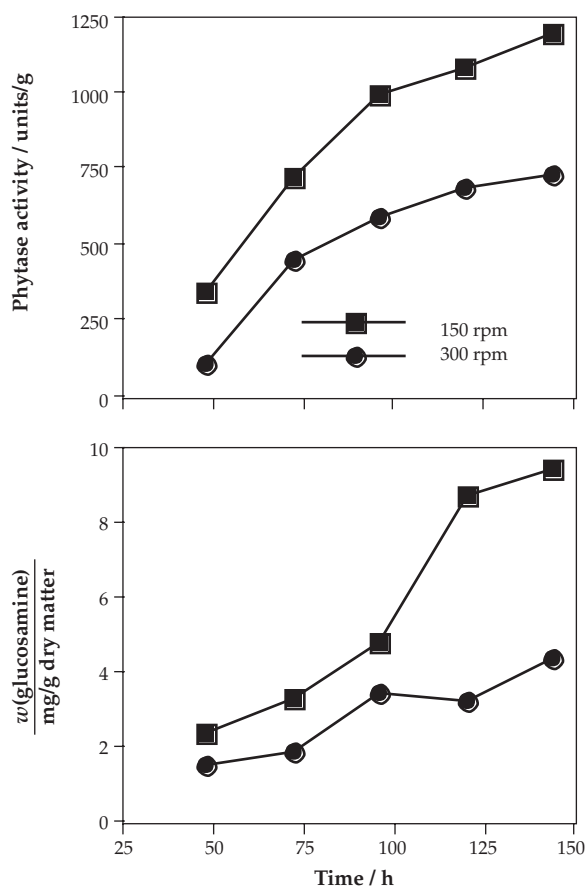 1250
1000
750
500
250
0
Phytase activity / units/g
150 rpm
300 rpm
10
8
6
4
2
0
w(glucosamine)
mg/g dry matter
25 50 75 100 125 150
Time / h